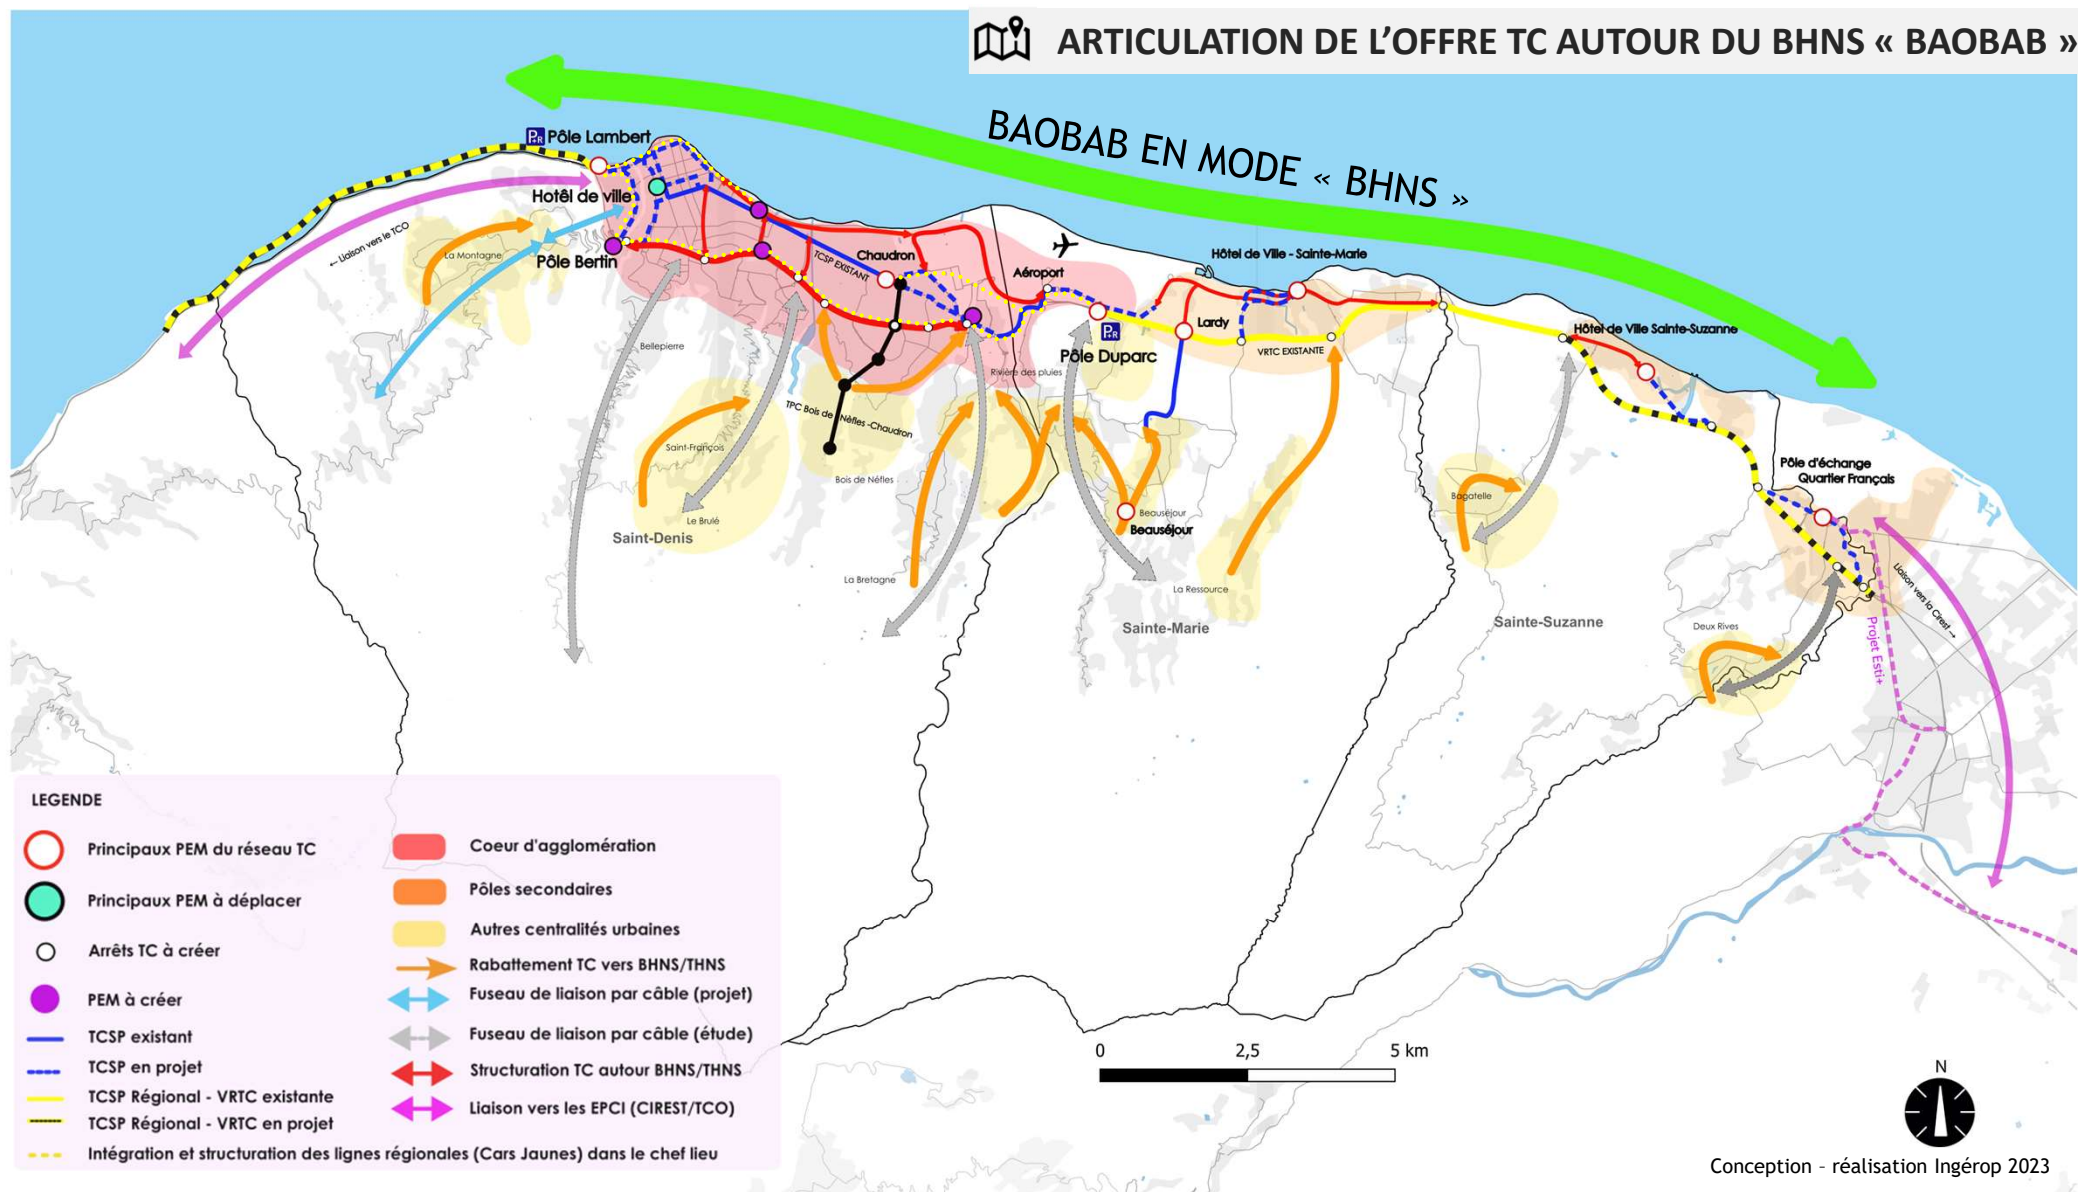 ARTICULATION DE L’OFFRE TC AUTOUR DU BHNS « BAOBAB »
BAOBAB EN MODE « BHNS »
P+R Pôle Lambert
Hotêl de ville
← Liaison vers le TCO
La Montagne
Pôle Bertin
TCSP EXISTANT
Chaudron
Aéroport
Hôtel de Ville - Sainte-Marie
Lardy
P+R
Pôle Duparc
VRTC EXISTANTE
Hôtel de Ville Sainte-Suzanne
Bellepierre
Rivière des pluies
TPC Bois de Nèfles -Chaudron
Saint-François
Bois de Nèfles
Le Brulé
Saint-Denis
La Bretagne
Beauséjour
Beauséjour
La Ressource
Sainte-Marie
Bagatelle
Sainte-Suzanne
Pôle d'échange
Quartier Français
Liaison vers la Cirest →
Deux Rives
Projet Esti+
LEGENDE
Principaux PEM du réseau TC
Principaux PEM à déplacer
Arrêts TC à créer
PEM à créer
TCSP existant
TCSP en projet
TCSP Régional - VRTC existante
TCSP Régional - VRTC en projet
Intégration et structuration des lignes régionales (Cars Jaunes) dans le chef lieu
Coeur d'agglomération
Pôles secondaires
Autres centralités urbaines
Rabattement TC vers BHNS/THNS
Fuseau de liaison par câble (projet)
Fuseau de liaison par câble (étude)
Structuration TC autour BHNS/THNS
Liaison vers les EPCI (CIREST/TCO)
0 2,5 5 km
N
Conception – réalisation Ingérop 2023